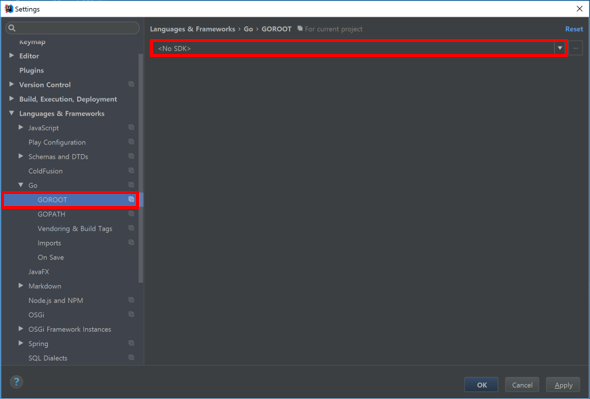 Settings
Keymap
Editor
Plugins
Version Control
Build, Execution, Deployment
Languages & Frameworks
JavaScript
Play Configuration
Schemas and DTDs
ColdFusion
Go
GOROOT
GOPATH
Vendoring & Build Tags
Imports
On Save
JavaFX
Markdown
Node.js and NPM
OSGi
OSGi Framework Instances
Spring
SQL Dialects
Languages & Frameworks › Go › GOROOT For current project Reset
<No SDK>
...
?
OK Cancel Apply